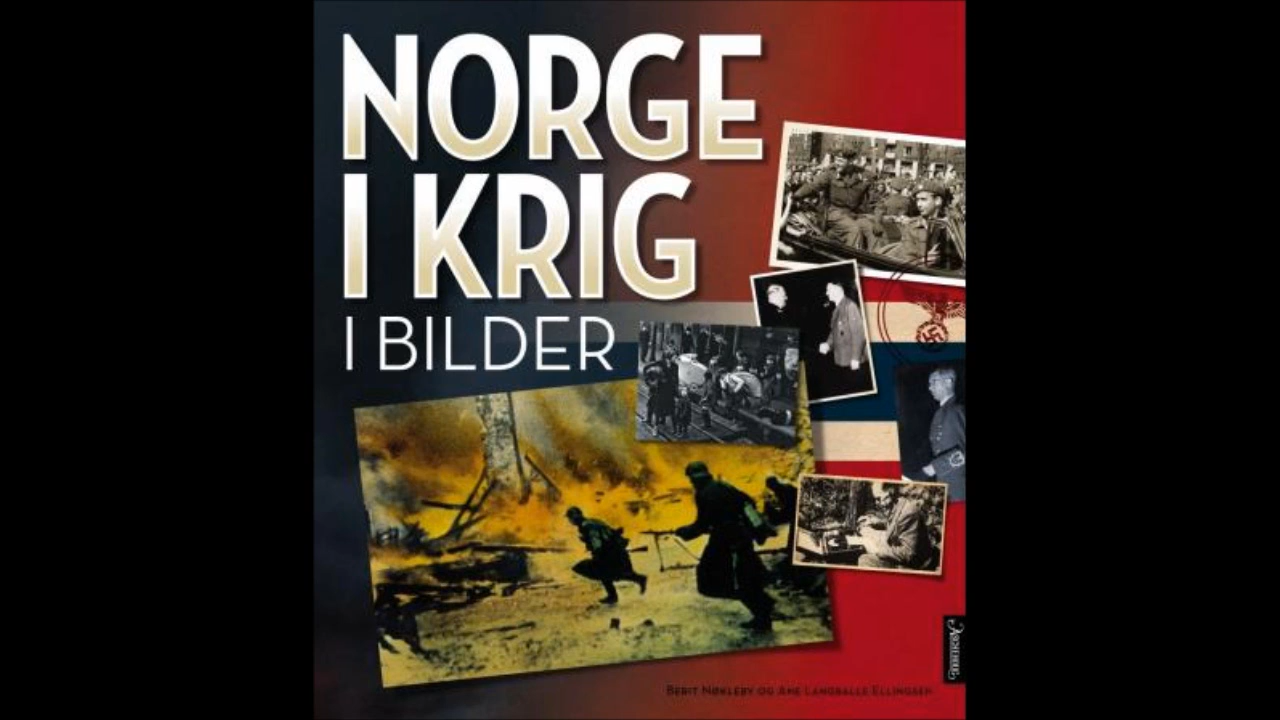 NORGE
I KRIG
I BILDER
BERIT NØKLEBY OG ANE LANGBALLE ELLINGSEN